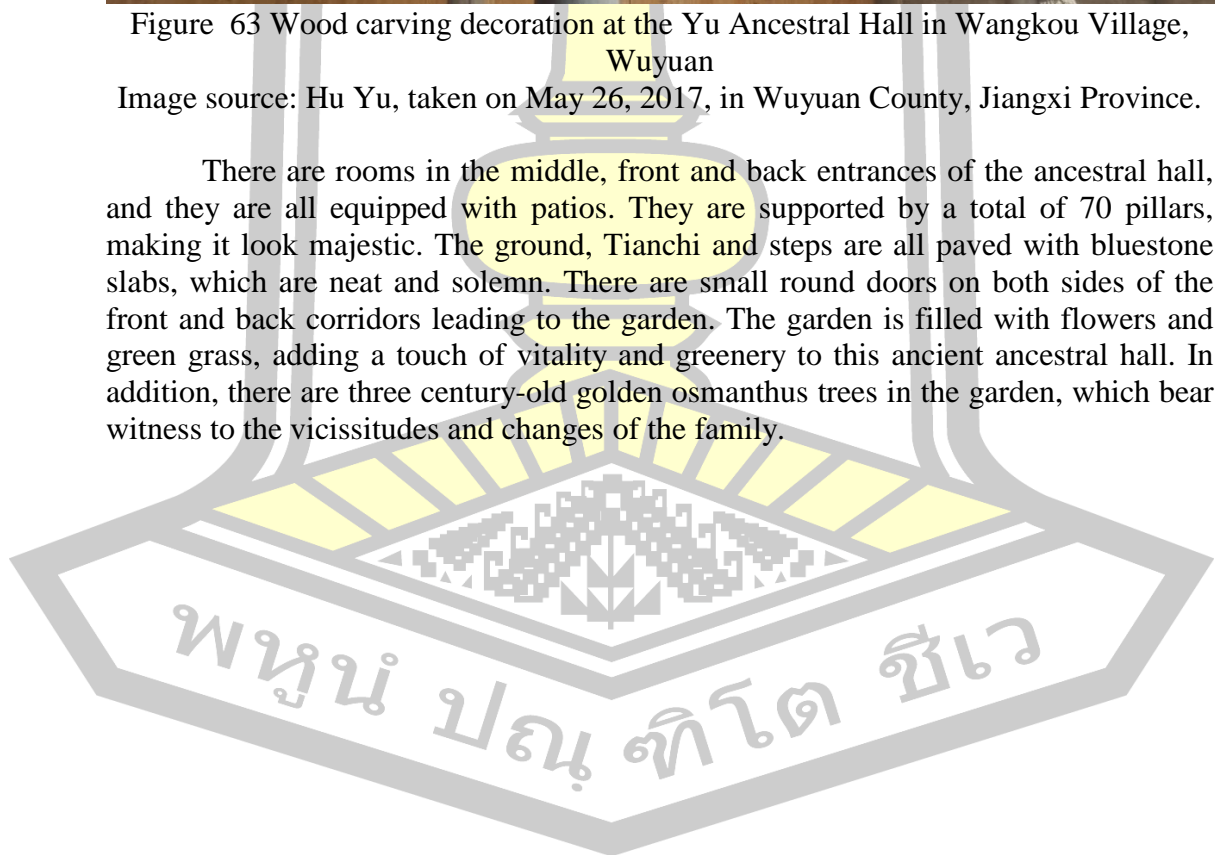 Figure  63 Wood carving decoration at the Yu Ancestral Hall in Wangkou Village,
Wuyuan
Image source: Hu Yu, taken on May 26, 2017, in Wuyuan County, Jiangxi Province.
There are rooms in the middle, front and back entrances of the ancestral hall,
and they are all equipped with patios. They are supported by a total of 70 pillars,
making it look majestic. The ground, Tianchi and steps are all paved with bluestone
slabs, which are neat and solemn. There are small round doors on both sides of the
front and back corridors leading to the garden. The garden is filled with flowers and
green grass, adding a touch of vitality and greenery to this ancient ancestral hall. In
addition, there are three century-old golden osmanthus trees in the garden, which bear
witness to the vicissitudes and changes of the family.
พหูนํ ปณฺฑิโต ชีเว